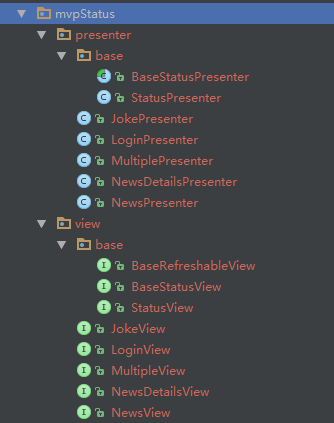 mvpStatus
presenter
base
BaseStatusPresenter
StatusPresenter
JokePresenter
LoginPresenter
MultiplePresenter
NewsDetailsPresenter
NewsPresenter
view
base
BaseRefreshableView
BaseStatusView
StatusView
JokeView
LoginView
MultipleView
NewsDetailsView
NewsView